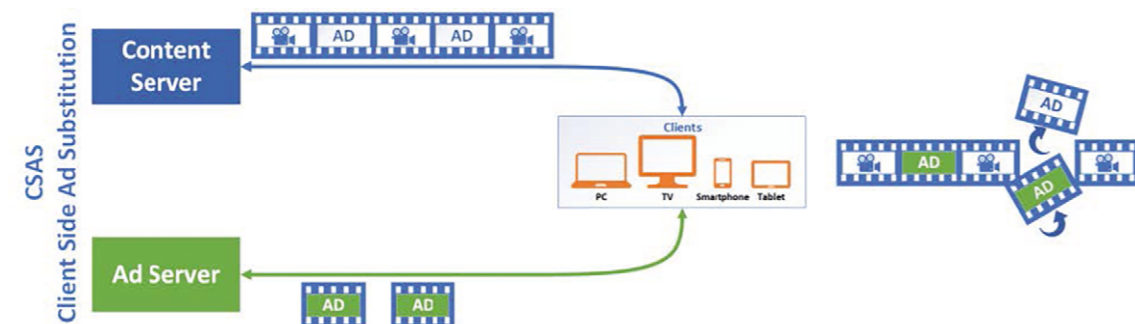 CSAS
Client Side Ad Substitution
Content
Server
AD
AD
Clients
PC
TV
Smartphone
Tablet
AD
AD
AD
Ad Server
AD
AD